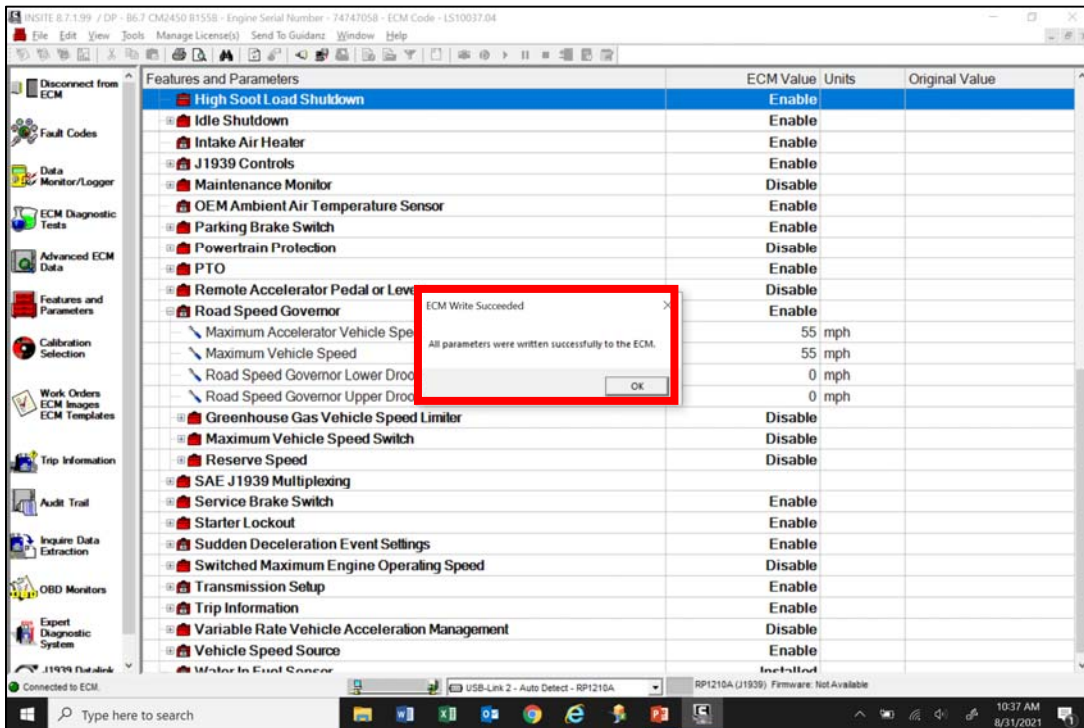 INSITE 8.7.1.99 / DP - B6.7 CM2450 B155B - Engine Serial Number - 74747058 - ECM Code - LS10037.04
File Edit View Tools Manage License(s) Send To Guidanz Window Help
Disconnect from ECM
Fault Codes
Data Monitor/Logger
ECM Diagnostic Tests
Advanced ECM Data
Features and Parameters
Calibration Selection
Work Orders ECM Images ECM Templates
Trip Information
Audit Trail
Inquire Data Extraction
OBD Monitors
Expert Diagnostic System
J1939 Datalink
Features and Parameters ECM Value Units Original Value
High Soot Load Shutdown Enable
Idle Shutdown Enable
Intake Air Heater Enable
J1939 Controls Enable
Maintenance Monitor Disable
OEM Ambient Air Temperature Sensor Enable
Parking Brake Switch Enable
Powertrain Protection Disable
PTO Enable
Remote Accelerator Pedal or Leve Disable
Road Speed Governor Enable
Maximum Accelerator Vehicle Spe 55 mph
Maximum Vehicle Speed 55 mph
Road Speed Governor Lower Droo 0 mph
Road Speed Governor Upper Droo 0 mph
Greenhouse Gas Vehicle Speed Limiter Disable
Maximum Vehicle Speed Switch Disable
Reserve Speed Disable
SAE J1939 Multiplexing
Service Brake Switch Enable
Starter Lockout Enable
Sudden Deceleration Event Settings Enable
Switched Maximum Engine Operating Speed Disable
Transmission Setup Enable
Trip Information Enable
Variable Rate Vehicle Acceleration Management Disable
Vehicle Speed Source Enable
Water In Fuel Sensor Installed
ECM Write Succeeded
All parameters were written successfully to the ECM.
OK
Connected to ECM. USB-Link 2 - Auto Detect - RP1210A RP1210A (J1939) Firmware: Not Available
Type here to search
10:37 AM
8/31/2021